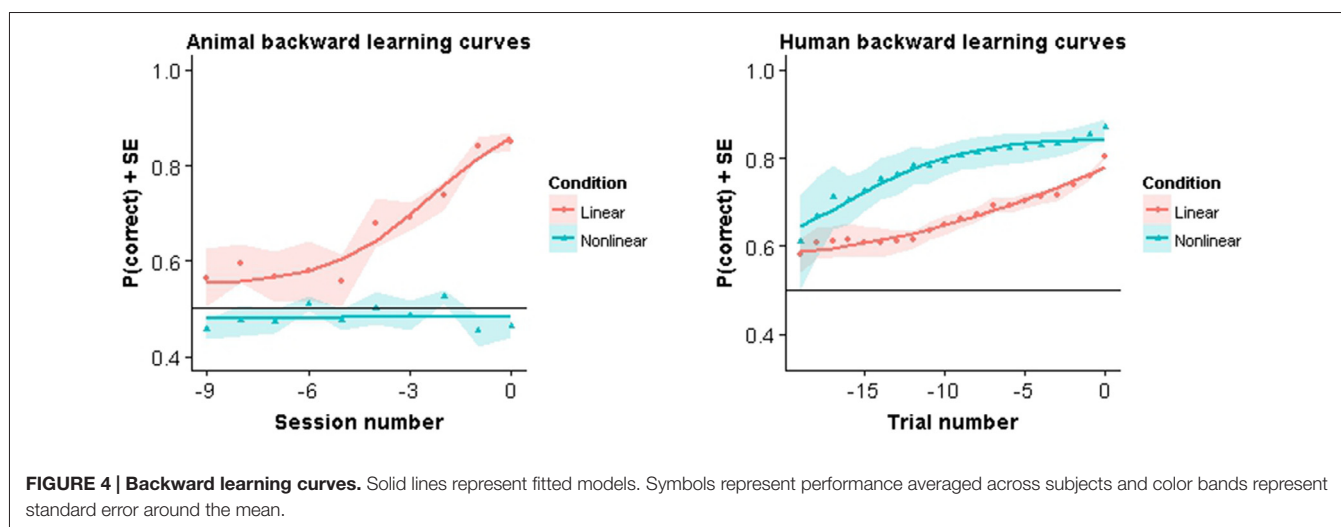 Animal backward learning curves
1.0
0.8
0.6
0.4
P(correct) + SE
-9
-6
-3
0
Session number
Condition
Linear
Nonlinear
Human backward learning curves
1.0
0.8
0.6
0.4
P(correct) + SE
-15
-10
-5
0
Trial number
Condition
Linear
Nonlinear
FIGURE 4 | Backward learning curves. Solid lines represent fitted models. Symbols represent performance averaged across subjects and color bands represent
standard error around the mean.